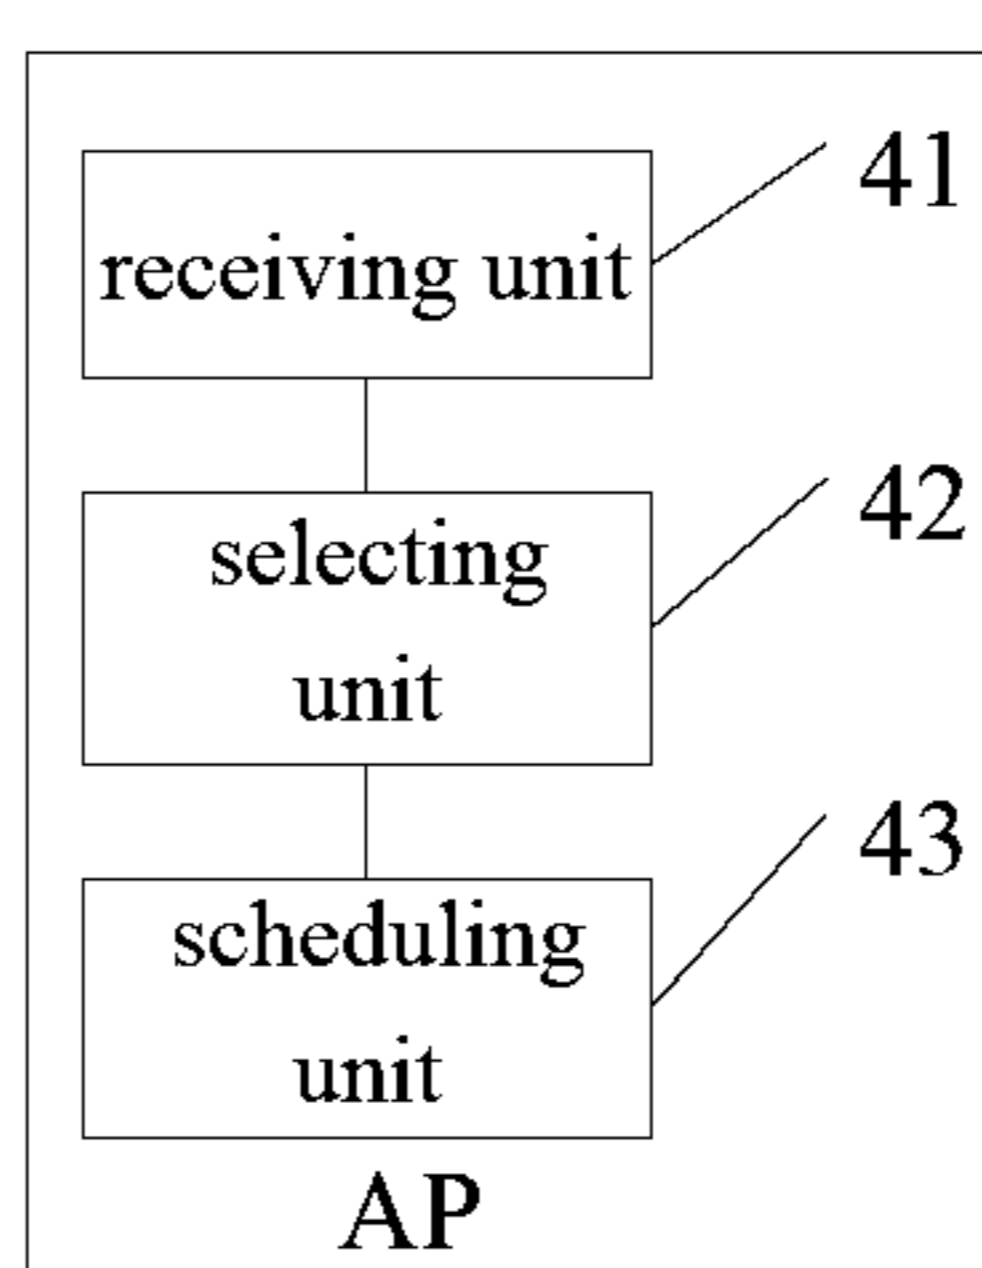 41
receiving unit
42
selecting
unit
43
scheduling
unit
AP